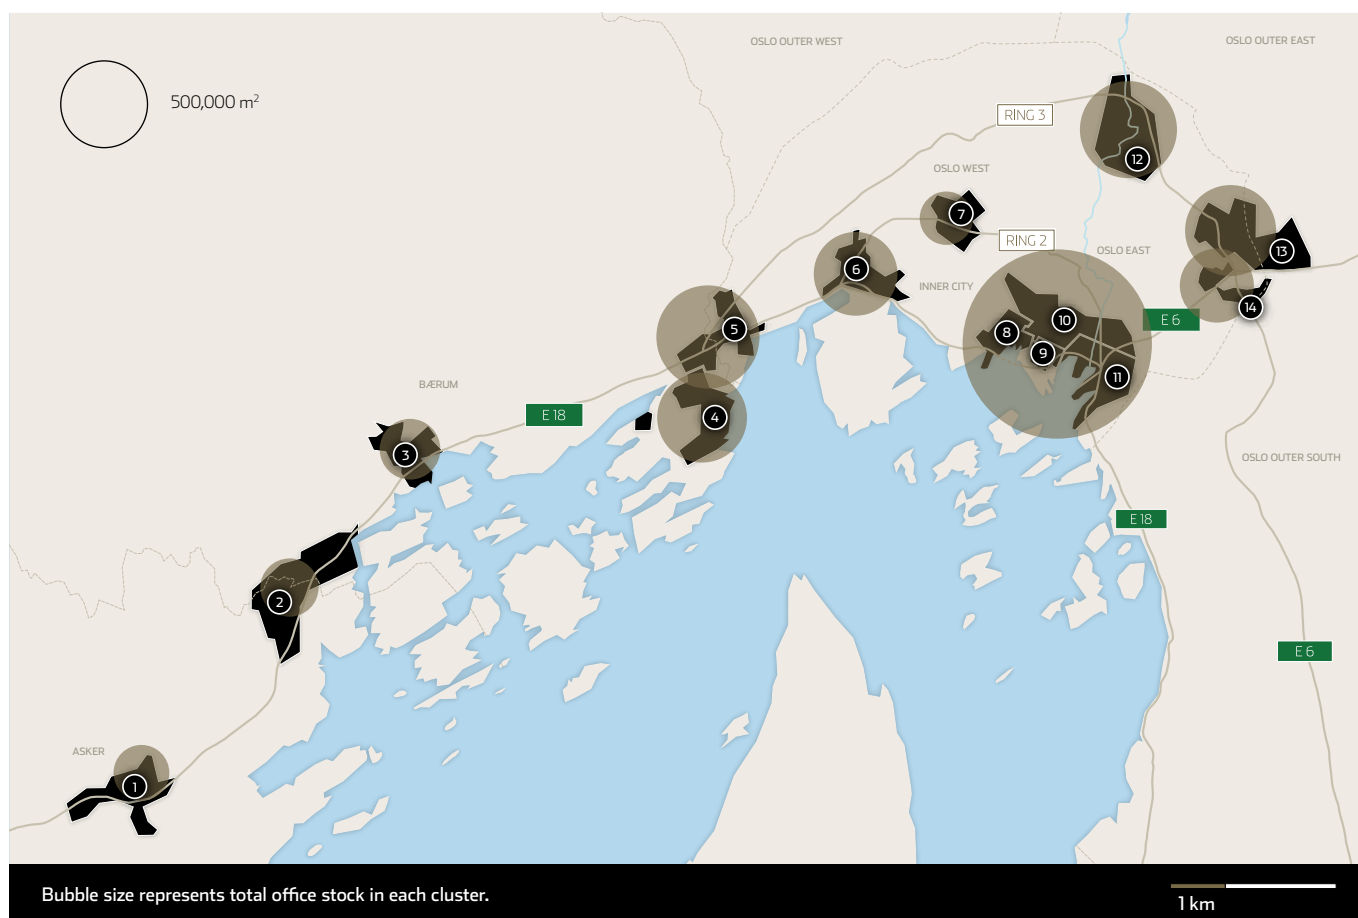 OSLO OUTER WEST
OSLO OUTER EAST
500,000 m²
RING 3
12
OSLO WEST
7
RING 2
OSLO EAST
13
6
INNER CITY
14
5
8
10
E 6
9
11
BÆRUM
E 18
4
3
OSLO OUTER SOUTH
E 18
2
E 6
ASKER
1
Bubble size represents total office stock in each cluster.
1 km